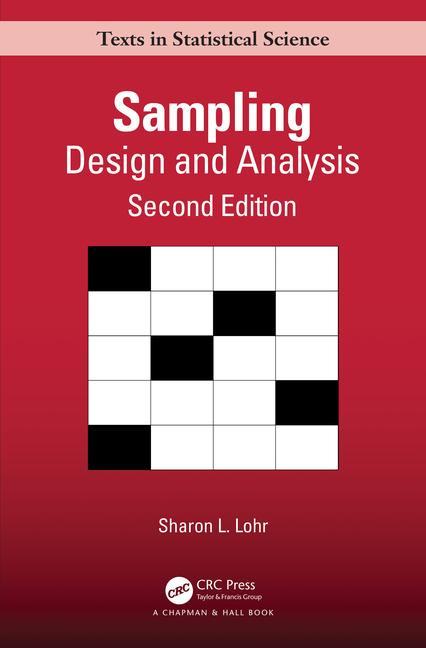 Texts in Statistical Science
Sampling
Design and Analysis
Second Edition
Sharon L. Lohr
CRC
CRC Press
Taylor & Francis Group
A CHAPMAN & HALL BOOK